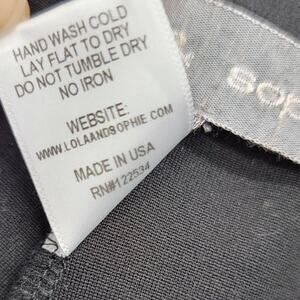 HAND WASH COLD
LAY FLAT TO DRY
DO NOT TUMBLE DRY
NO IRON
WEBSITE:
WWW.LOLAANDSOPHIE.COM
MADE IN USA
RN#122534
sop